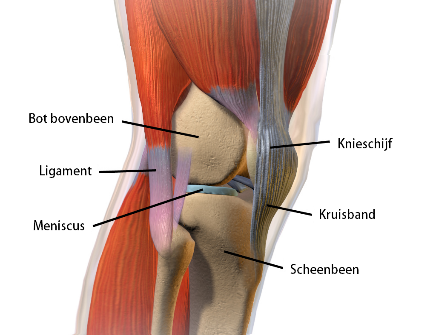 Bot bovenbeen
Knieschijf
Ligament
Kruisband
Meniscus
Scheenbeen